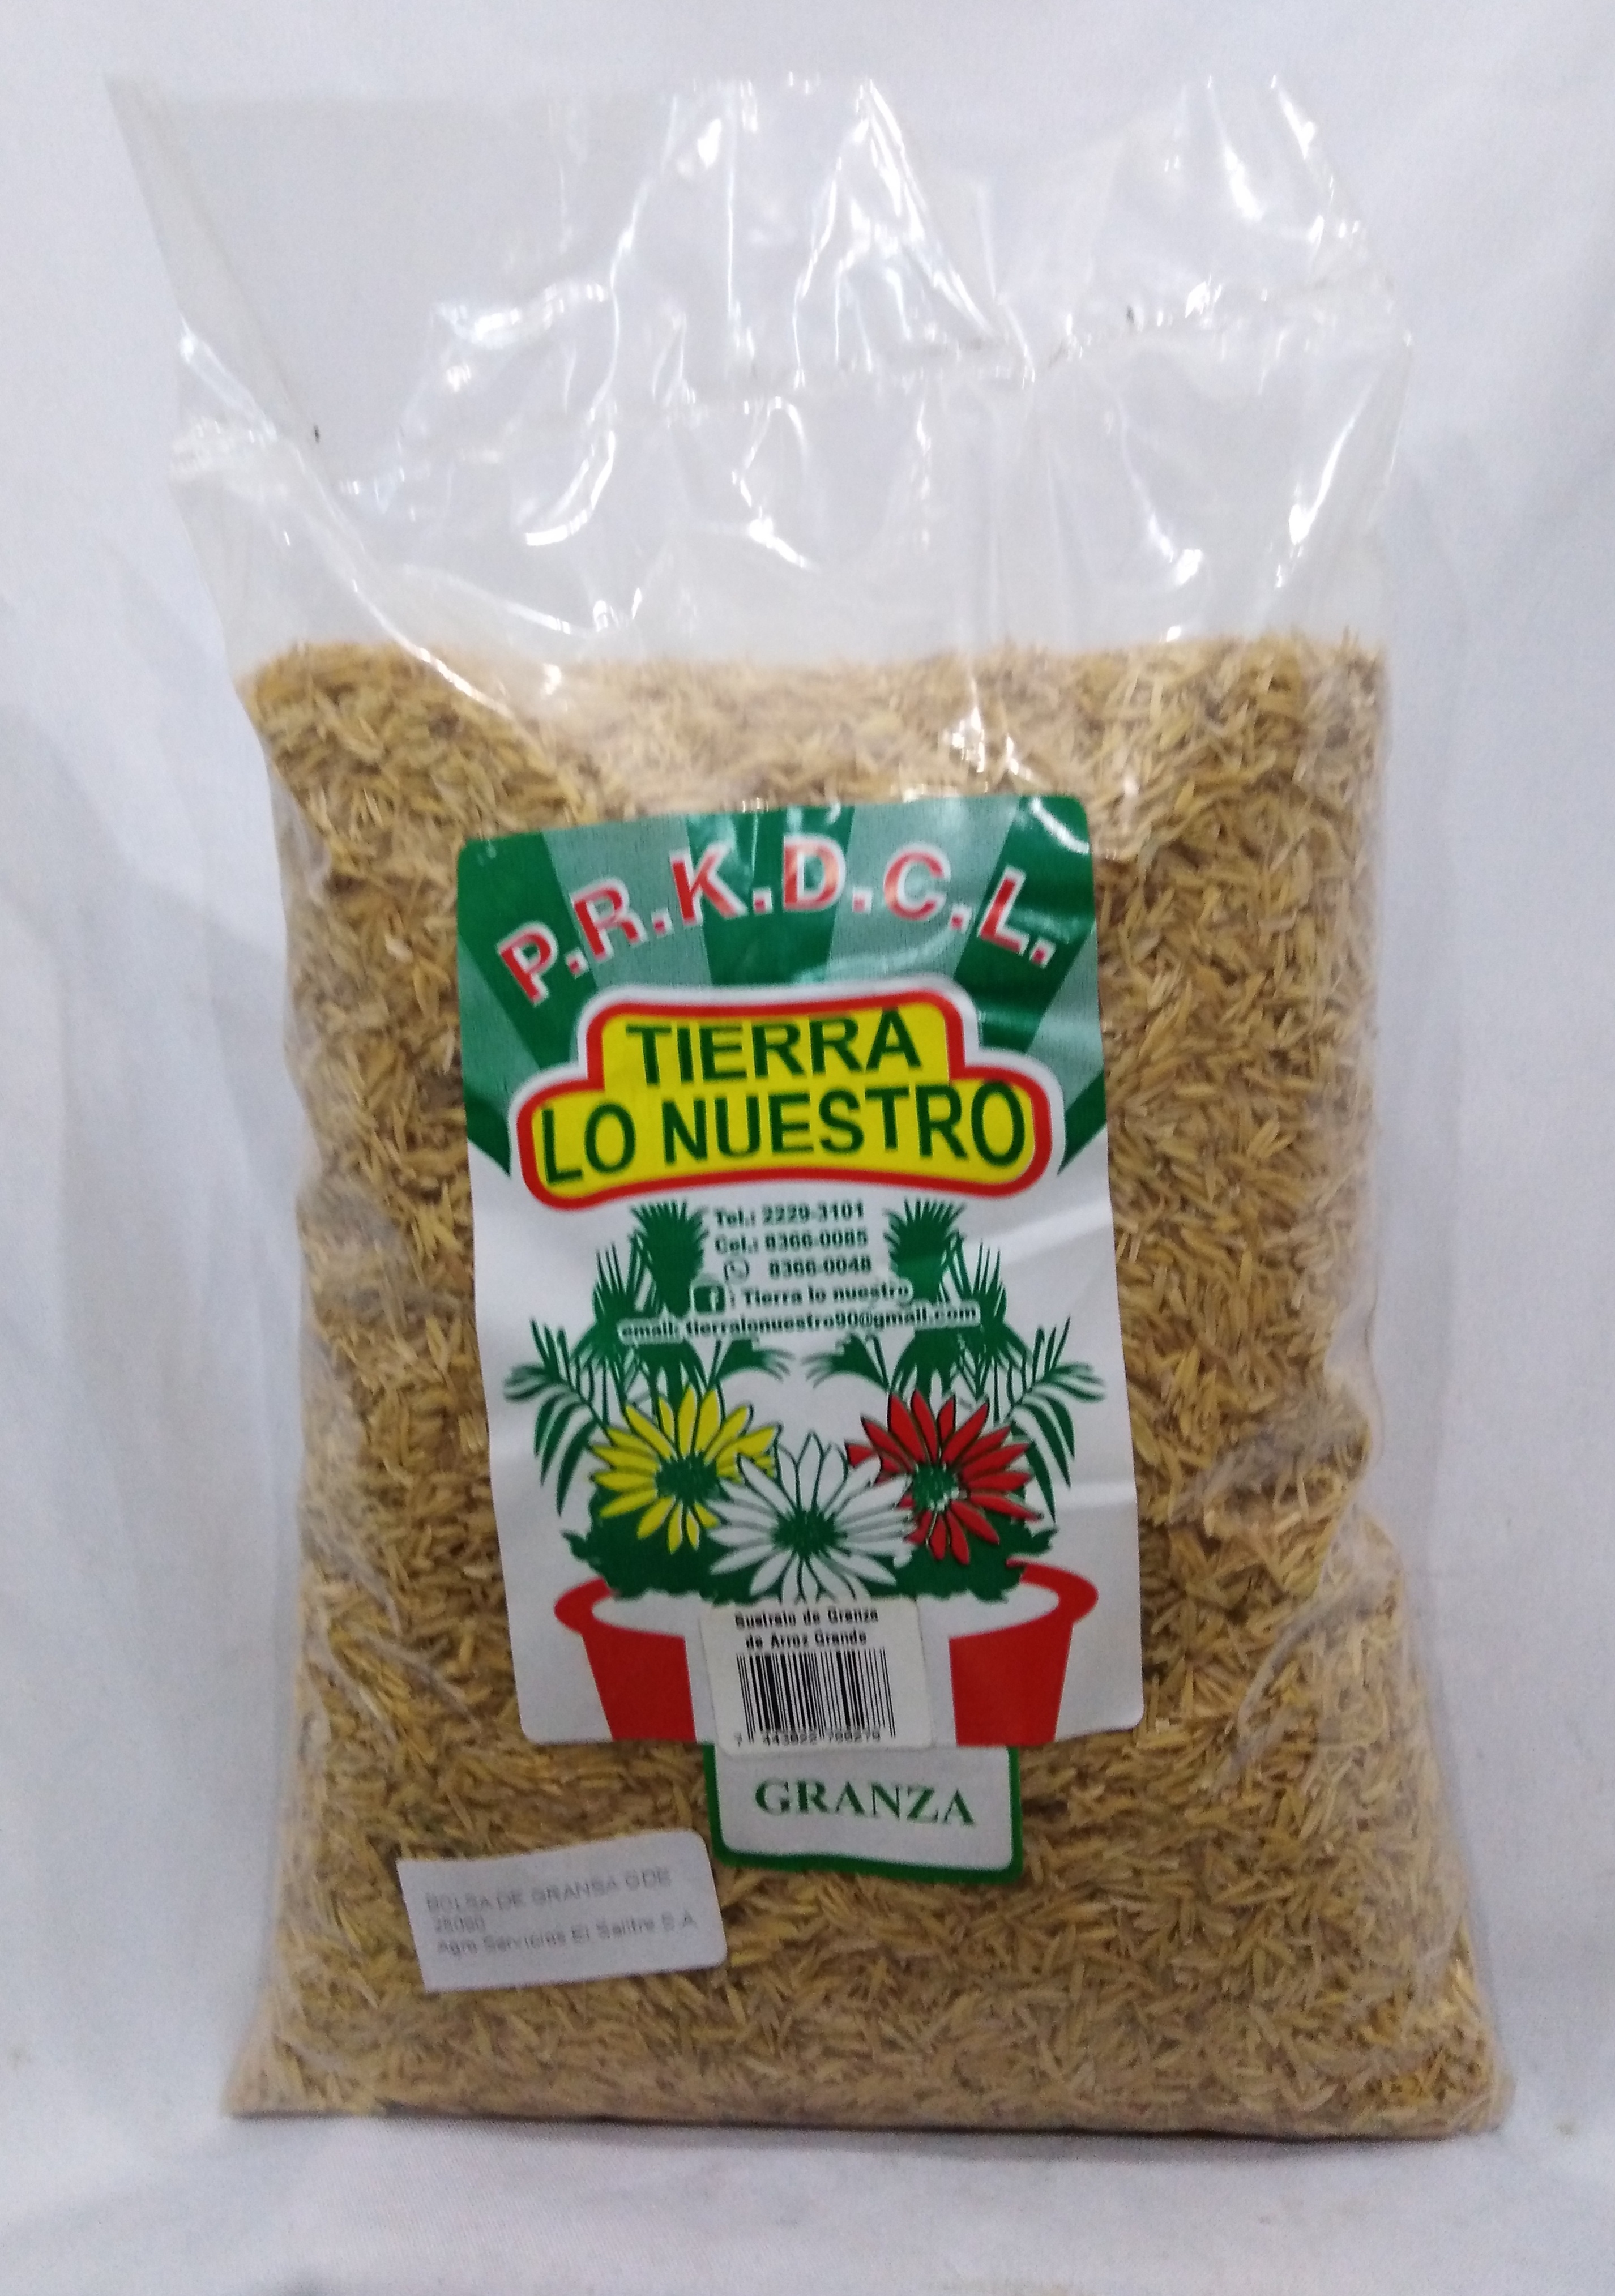 P.R.K.D.C.L.
TIERRA
LO NUESTRO
Tel.: 2229-3101
Cel.: 8366-0085
8366-0048
: Tierra lo nuestro
email: tierralonuestro90@gmail.com
Sustrato de Granza
de Arroz Grande
GRANZA
BOLSA DE GRANSA GDE
Agro Servicios El Salitre S.A